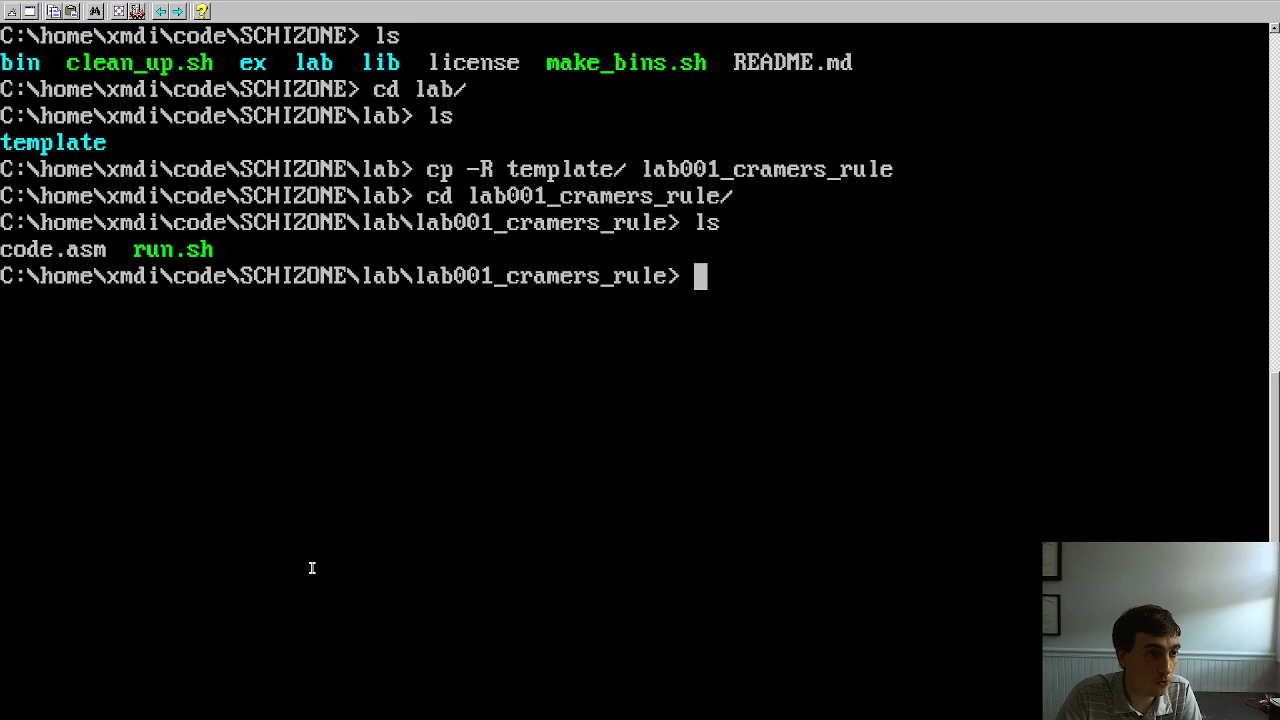 C:\home\xmdi\code\SCHIZONE> ls
bin clean_up.sh ex lab lib license make_bins.sh README.md
C:\home\xmdi\code\SCHIZONE> cd lab/
C:\home\xmdi\code\SCHIZONE\lab> ls
template
C:\home\xmdi\code\SCHIZONE\lab> cp -R template/ lab001_cramers_rule
C:\home\xmdi\code\SCHIZONE\lab> cd lab001_cramers_rule/
C:\home\xmdi\code\SCHIZONE\lab\lab001_cramers_rule> ls
code.asm run.sh
C:\home\xmdi\code\SCHIZONE\lab\lab001_cramers_rule>